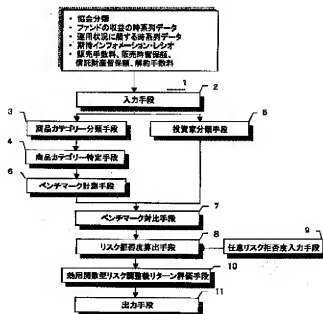 ・ 協会分類
・ ファンドの収益の時系列データ
・ 運用状況に関する時系列データ
・ 期待インフォメーション・レシオ
・ 販売手数料、販売時留保額、
信託財産留保額、解約手数料
1
2
入力手段
3
商品カテゴリー分類手段
5
投資家分類手段
4
商品カテゴリー特定手段
6
ベンチマーク計測手段
7
ベンチマーク対比手段
8
リスク拒否度算出手段
9
任意リスク拒否度入力手段
10
効用関数型リスク調整後リターン評価手段
11
出力手段